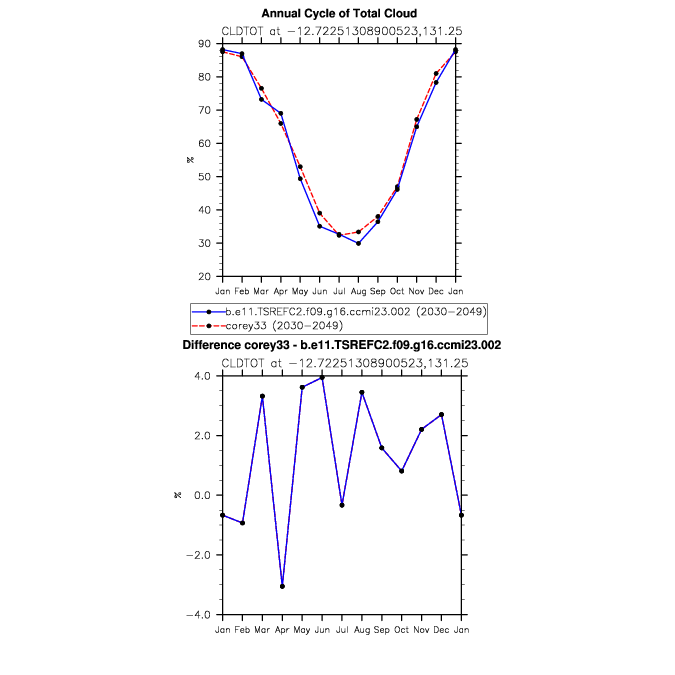 Annual Cycle of Total Cloud
CLDTOT at −12.72251308900523,131.25
90
80
70
60
50
40
30
20
%
Jan Feb Mar Apr May Jun Jul Aug Sep Oct Nov Dec Jan
b.e11.TSREFC2.f09.g16.ccmi23.002 (2030−2049)
corey33 (2030−2049)
Difference corey33 - b.e11.TSREFC2.f09.g16.ccmi23.002
CLDTOT at −12.72251308900523,131.25
4.0
2.0
0.0
−2.0
−4.0
%
Jan Feb Mar Apr May Jun Jul Aug Sep Oct Nov Dec Jan